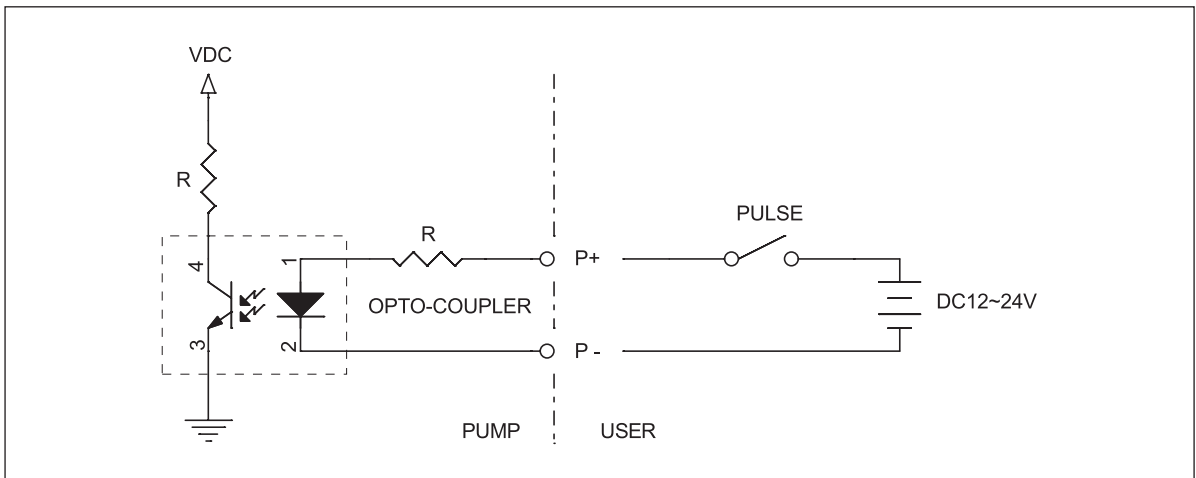 VDC
R
PULSE
R
4
1
P+
OPTO-COUPLER
DC12~24V
3
2
P -
PUMP
USER